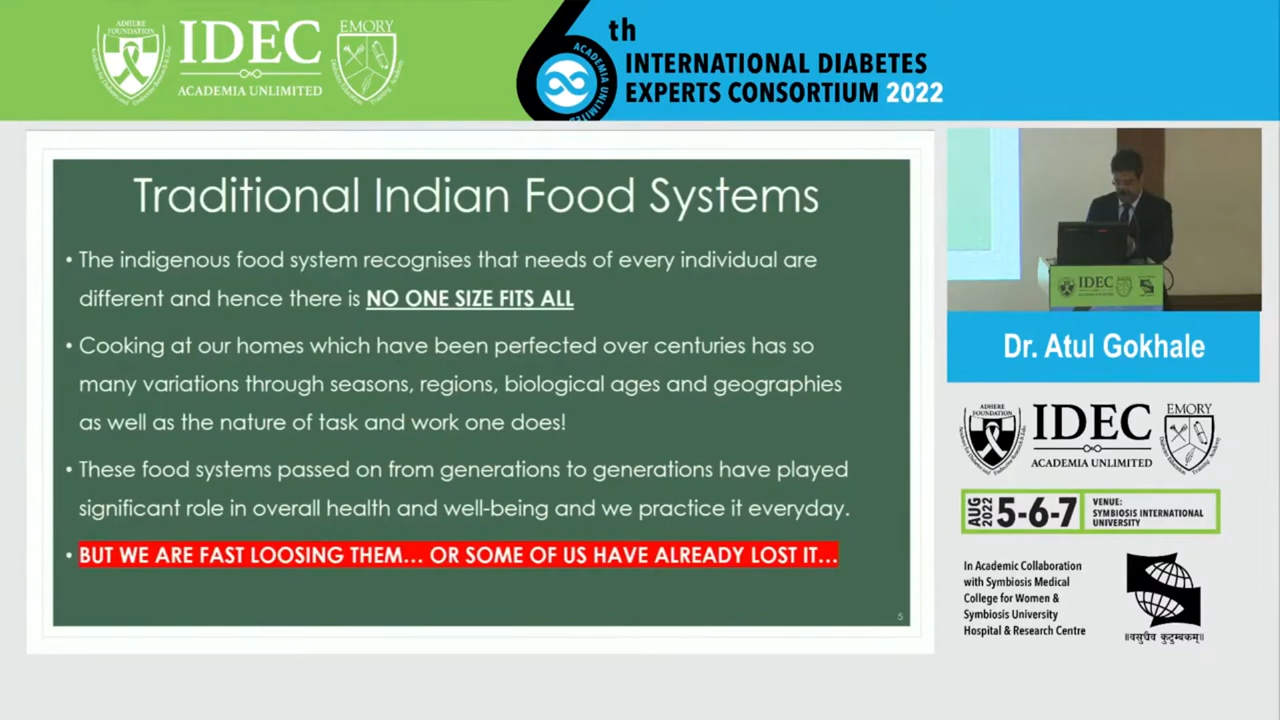 ADHERE
FOUNDATION
IDEC
ACADEMIA UNLIMITED
EMORY
6th
ACADEMIA UNLIMITED
INTERNATIONAL DIABETES
EXPERTS CONSORTIUM 2022
Traditional Indian Food Systems
• The indigenous food system recognises that needs of every individual are
different and hence there is NO ONE SIZE FITS ALL
• Cooking at our homes which have been perfected over centuries has so
many variations through seasons, regions, biological ages and geographies
as well as the nature of task and work one does!
• These food systems passed on from generations to generations have played
significant role in overall health and well-being and we practice it everyday.
• BUT WE ARE FAST LOOSING THEM... OR SOME OF US HAVE ALREADY LOST IT...
5
IDEC
Dr. Atul Gokhale
ADHERE
FOUNDATION
IDEC
ACADEMIA UNLIMITED
EMORY
AUG 2022
5-6-7
VENUE:
SYMBIOSIS INTERNATIONAL
UNIVERSITY
In Academic Collaboration
with Symbiosis Medical
College for Women &
Symbiosis University
Hospital & Research Centre
॥वसुधैव कुटुम्बकम्॥